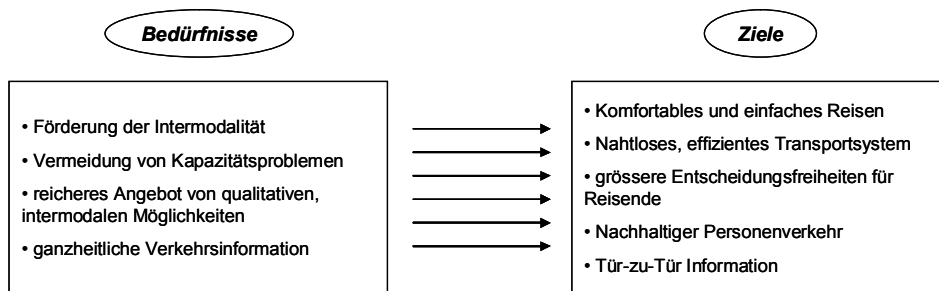 Bedürfnisse
Ziele
• Förderung der Intermodalität
• Vermeidung von Kapazitätsproblemen
• reicheres Angebot von qualitativen,
intermodalen Möglichkeiten
• ganzheitliche Verkehrsinformation
• Komfortables und einfaches Reisen
• Nahtloses, effizientes Transportsystem
• grössere Entscheidungsfreiheiten für
Reisende
• Nachhaltiger Personenverkehr
• Tür-zu-Tür Information